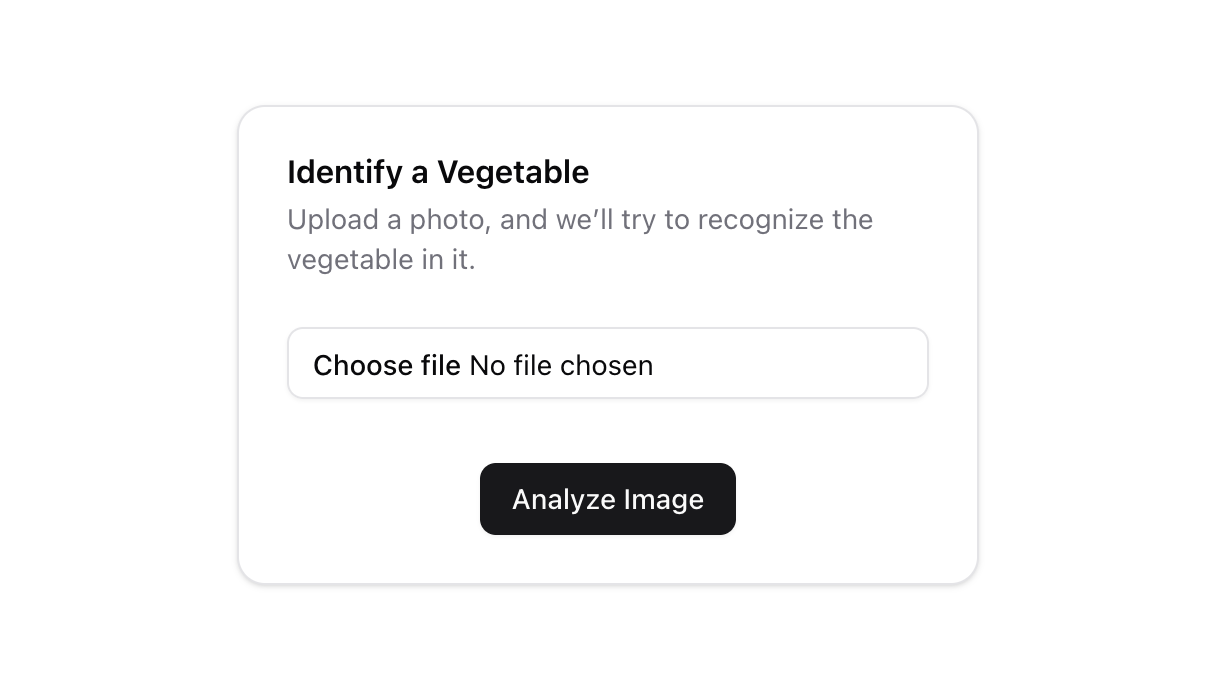 Identify a Vegetable
Upload a photo, and we’ll try to recognize the
vegetable in it.
Choose file No file chosen
Analyze Image